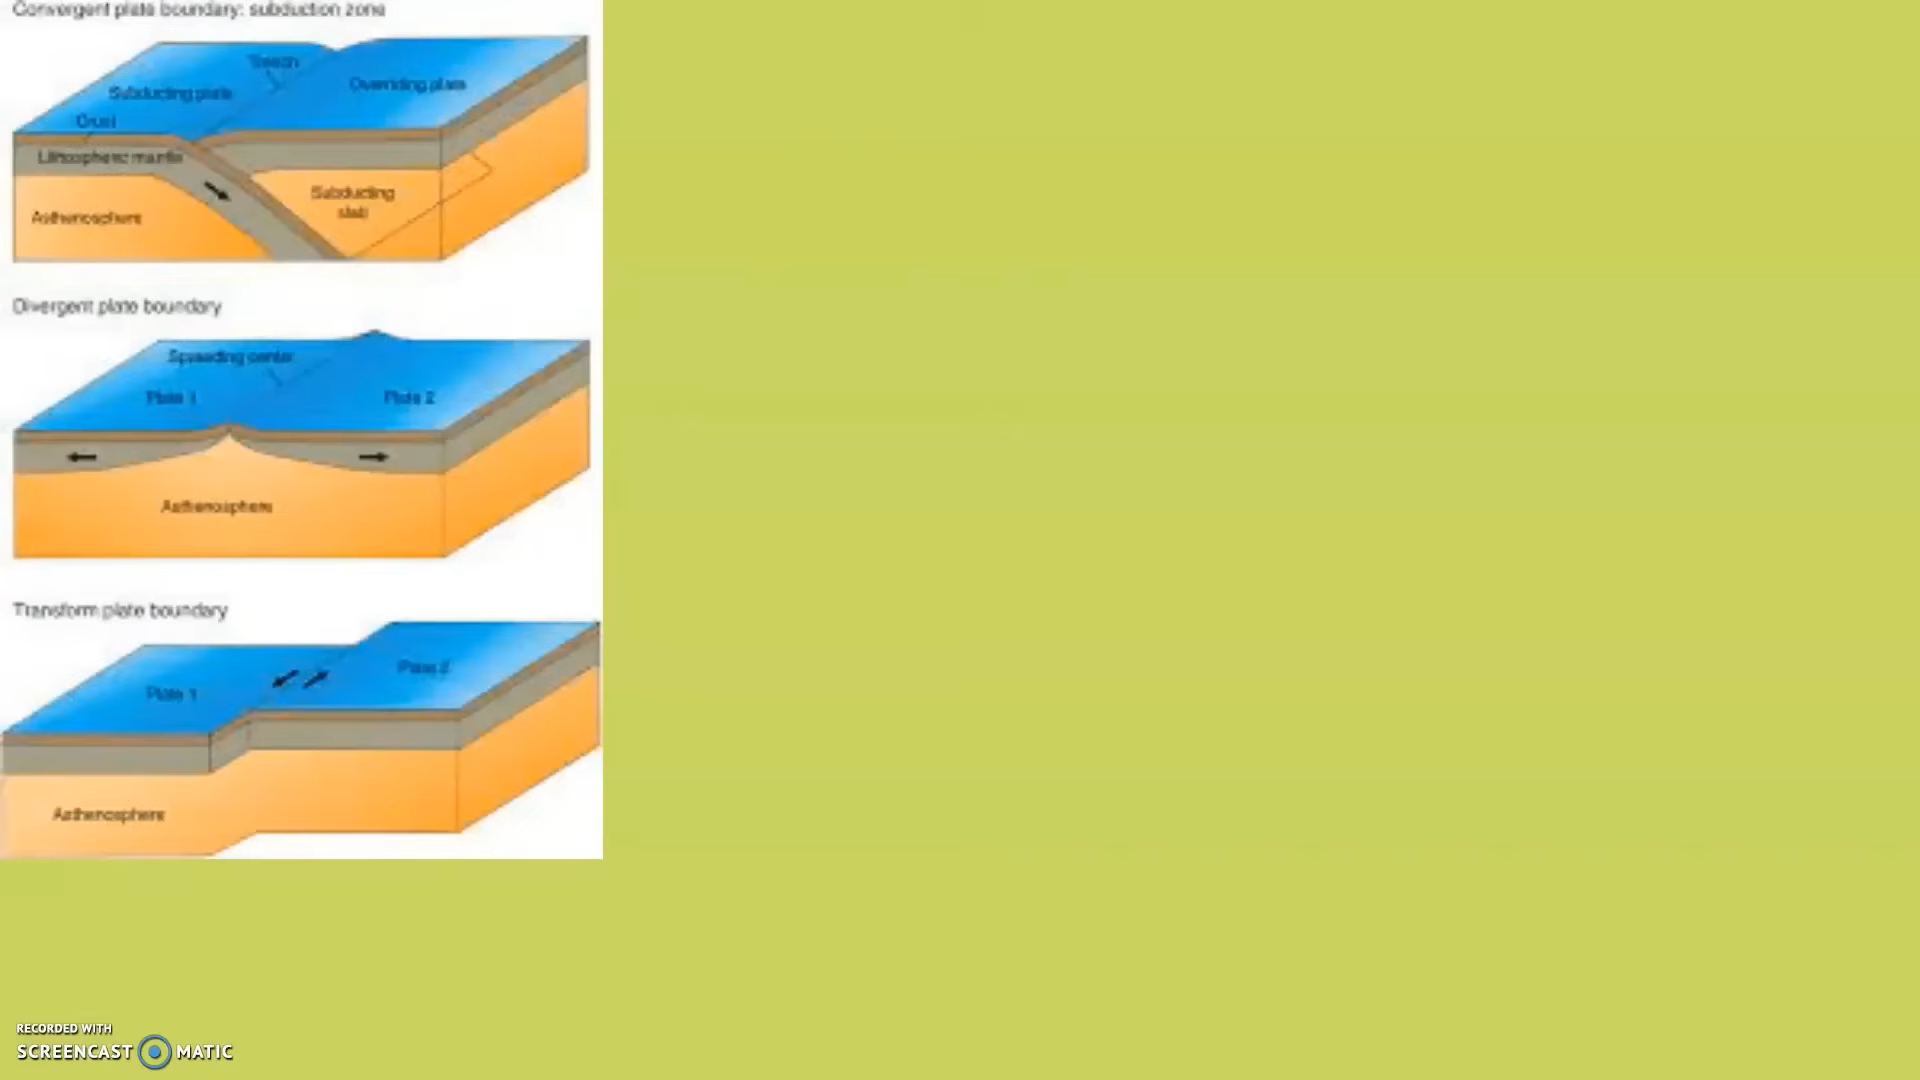 Convergent plate boundary: subduction zone
Trench
Overriding plate
Subducting plate
Crust
Lithospheric mantle
Subducting
slab
Asthenosphere
Divergent plate boundary
Spreading center
Plate 1
Plate 2
Asthenosphere
Transform plate boundary
Plate 2
Plate 1
Asthenosphere
RECORDED WITH
SCREENCAST MATIC